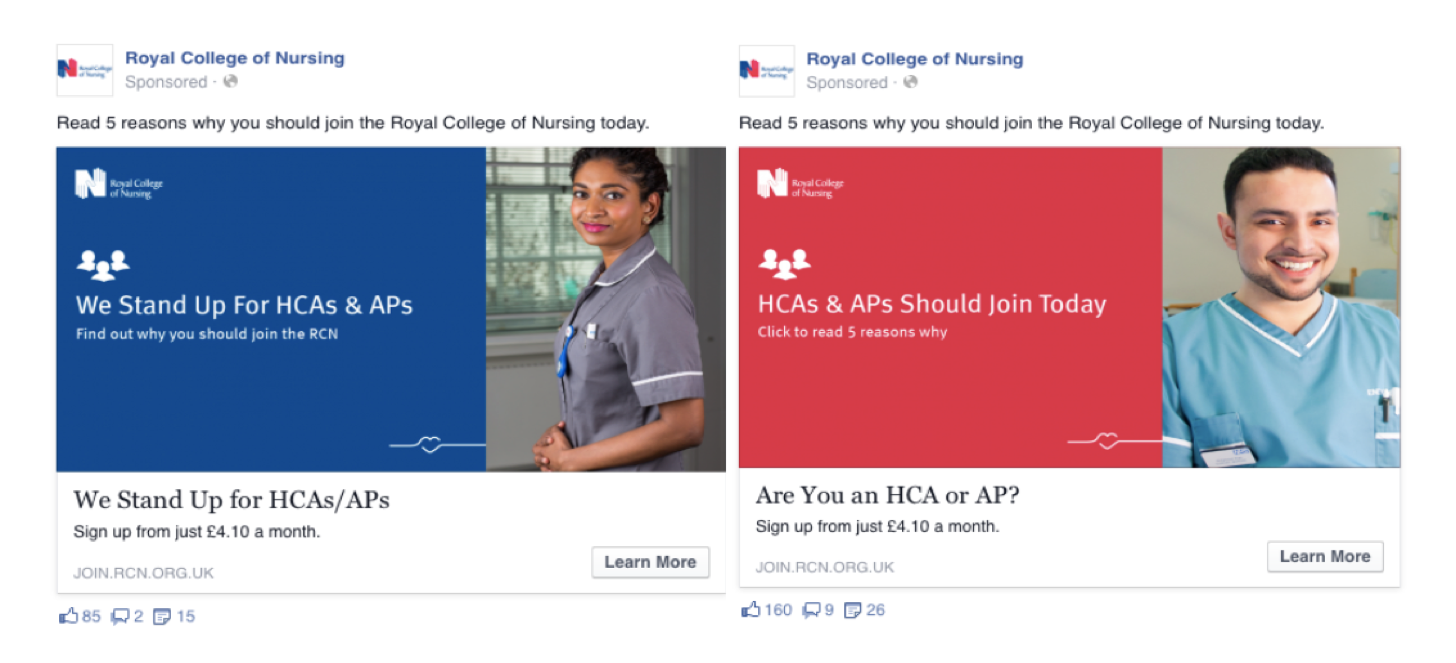 Royal College of Nursing
Sponsored ·
Read 5 reasons why you should join the Royal College of Nursing today.
Royal College
of Nursing
We Stand Up For HCAs & APs
Find out why you should join the RCN
We Stand Up for HCAs/APs
Sign up from just £4.10 a month.
Learn More
JOIN.RCN.ORG.UK
85 2 15
Royal College of Nursing
Sponsored ·
Read 5 reasons why you should join the Royal College of Nursing today.
Royal College
of Nursing
HCAs & APs Should Join Today
Click to read 5 reasons why
Are You an HCA or AP?
Sign up from just £4.10 a month.
Learn More
JOIN.RCN.ORG.UK
160 9 26